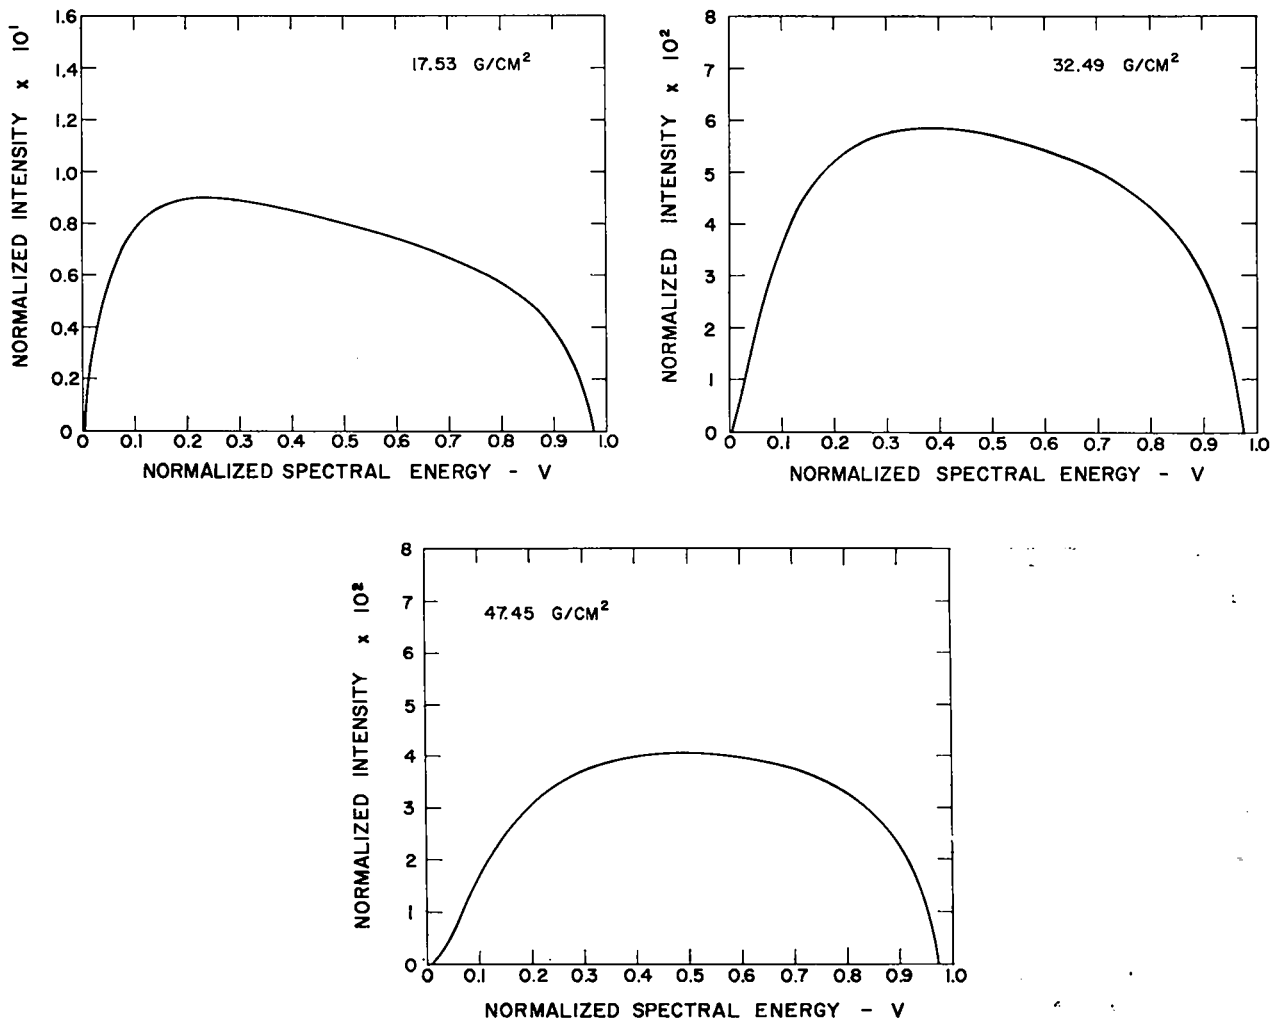 NORMALIZED INTENSITY x 10¹
1.6
1.4
1.2
1.0
0.8
0.6
0.4
0.2
0
17.53 G/CM²
0 0.1 0.2 0.3 0.4 0.5 0.6 0.7 0.8 0.9 1.0
NORMALIZED SPECTRAL ENERGY - V
NORMALIZED INTENSITY x 10²
8
7
6
5
4
3
2
1
0
32.49 G/CM²
0 0.1 0.2 0.3 0.4 0.5 0.6 0.7 0.8 0.9 1.0
NORMALIZED SPECTRAL ENERGY - V
NORMALIZED INTENSITY x 10²
8
7
6
5
4
3
2
1
0
47.45 G/CM²
0 0.1 0.2 0.3 0.4 0.5 0.6 0.7 0.8 0.9 1.0
NORMALIZED SPECTRAL ENERGY - V